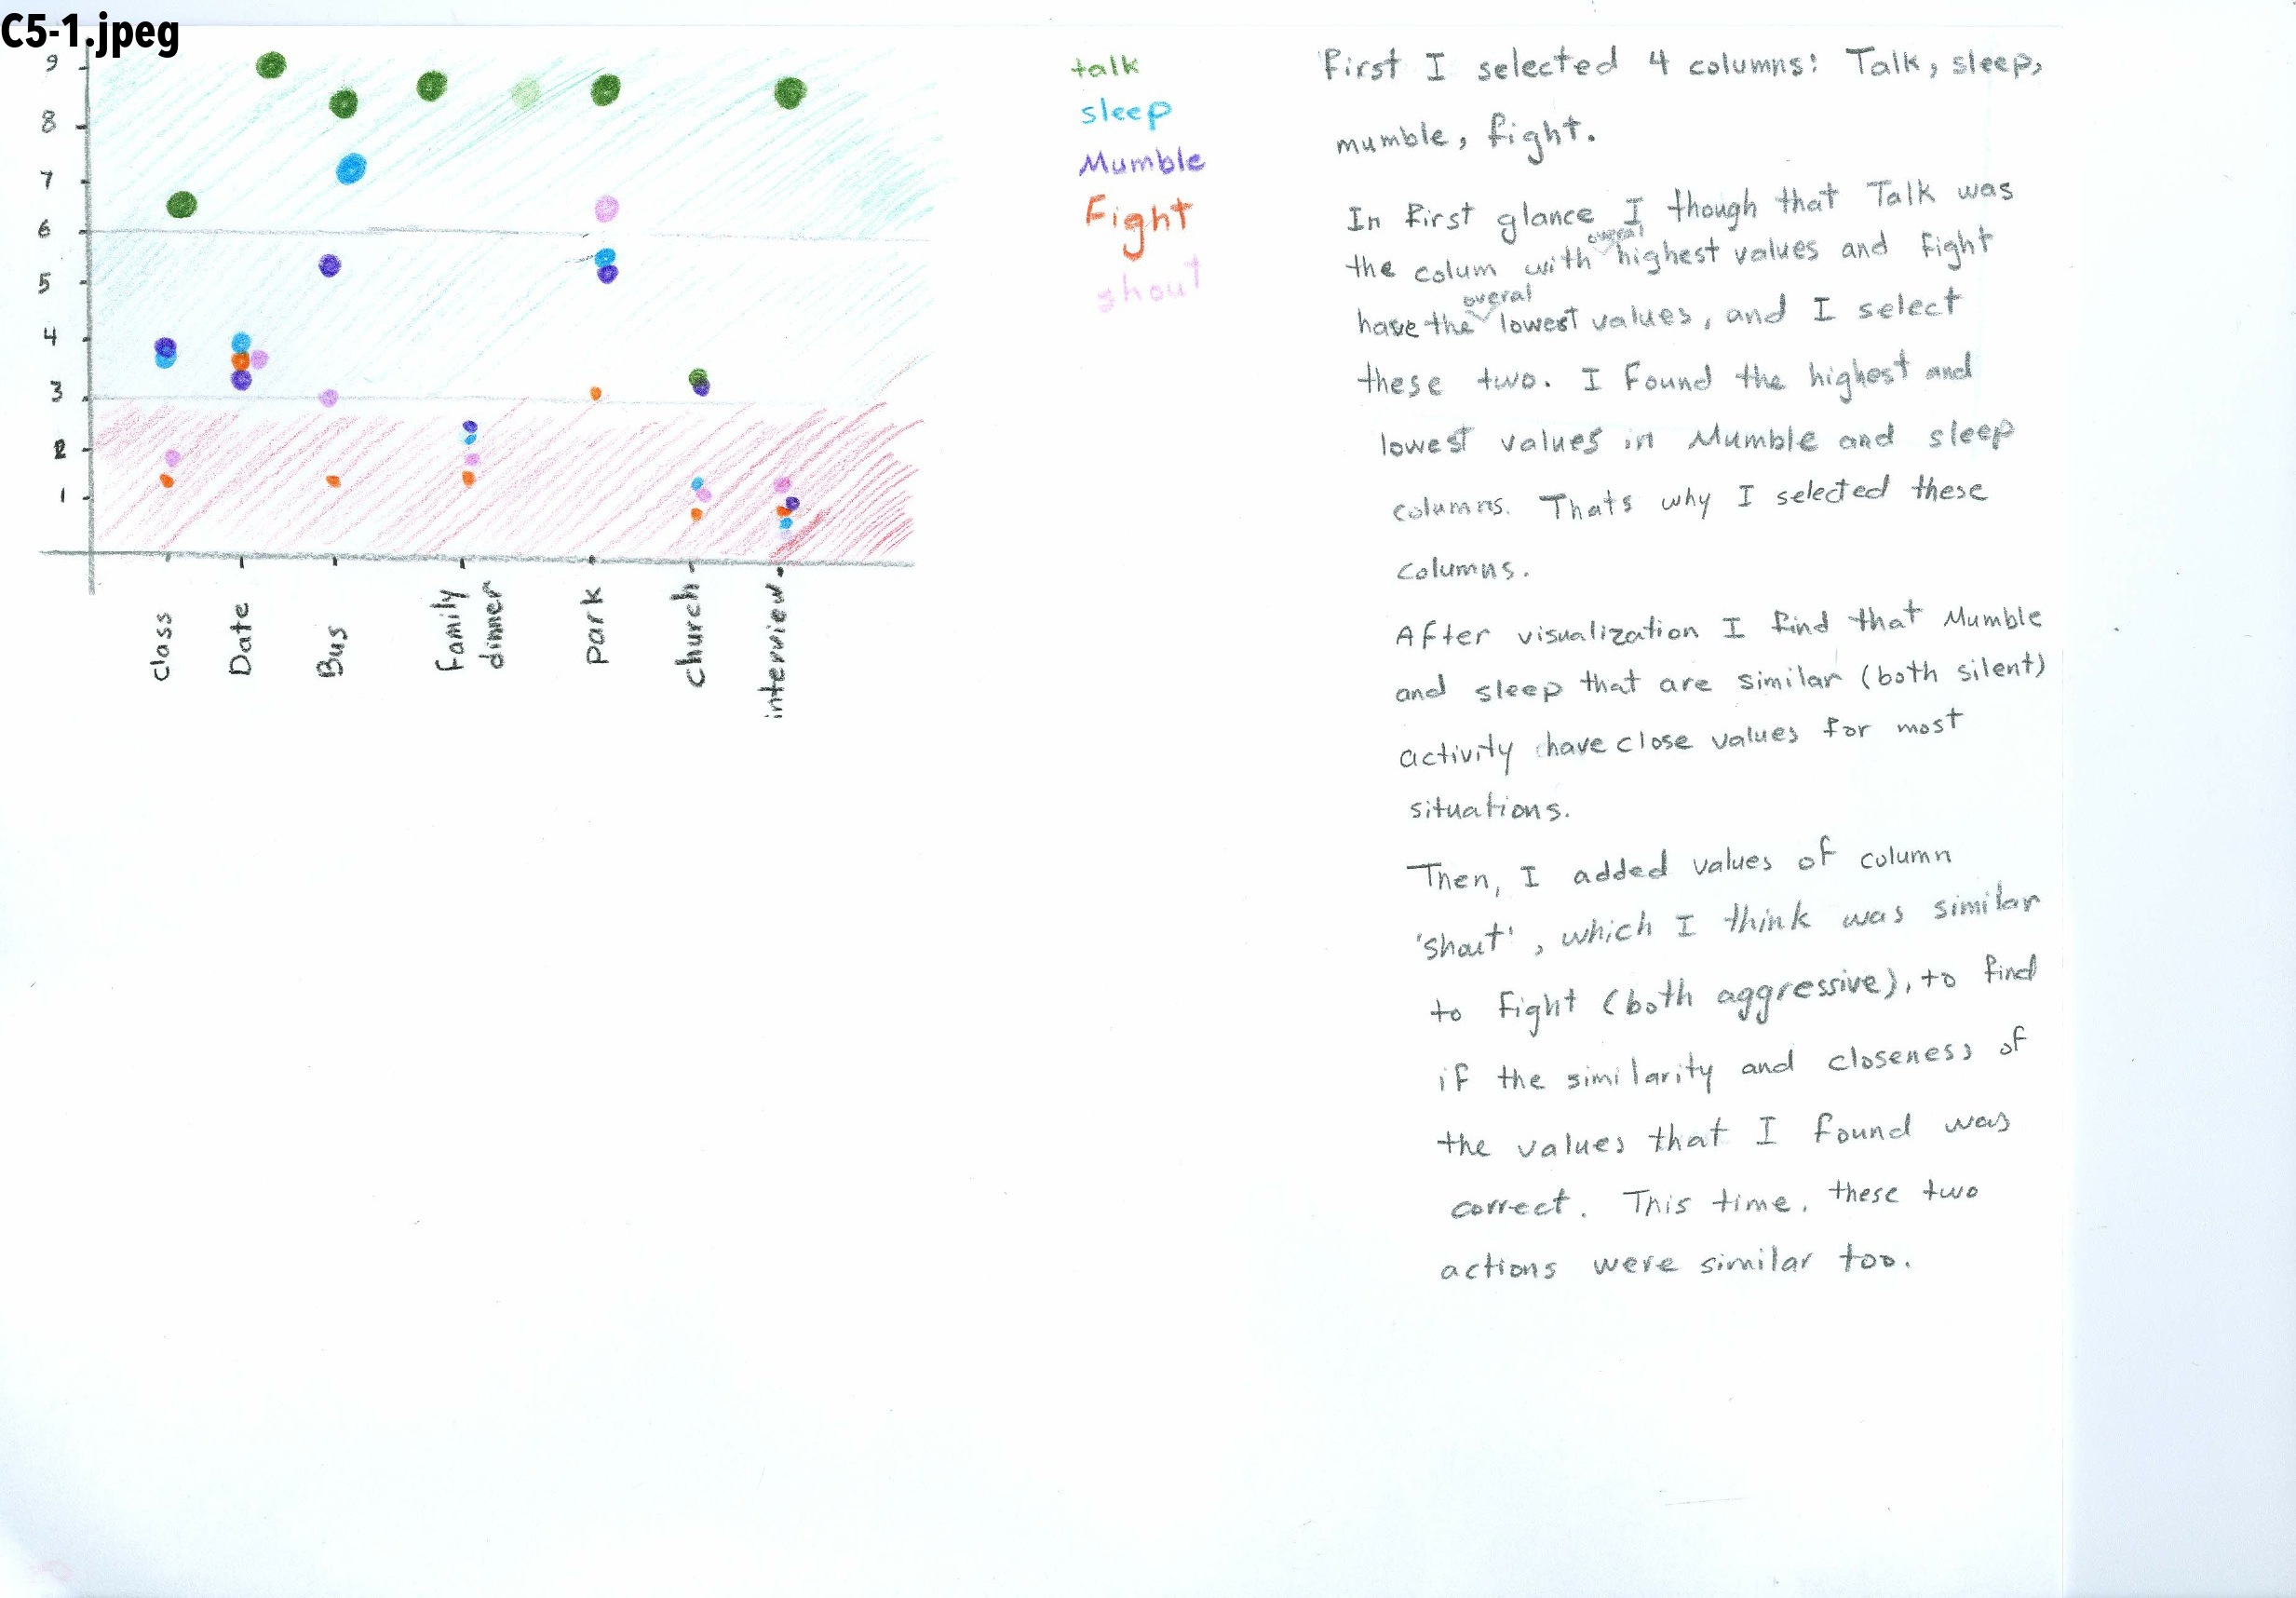 C5-1.jpeg
9
8
7
6
5
4
3
2
1
class
Date
Bus
family
dinner
park
church
interview
talk
sleep
Mumble
Fight
shout
First I selected 4 columns: Talk, sleep,
mumble, fight.
In First glance I though that Talk was
overal
the colum with highest values and fight
overal
have the lowest values, and I select
these two. I Found the highest and
lowest values in Mumble and sleep
columns. Thats why I selected these
columns.
After visualization I find that Mumble
and sleep that are similar (both silent)
activity have close values for most
situations.
Then, I added values of column
'shout', which I think was similar
to Fight (both aggressive), to find
if the similarity and closeness of
the values that I found was
correct. This time, these two
actions were similar too.